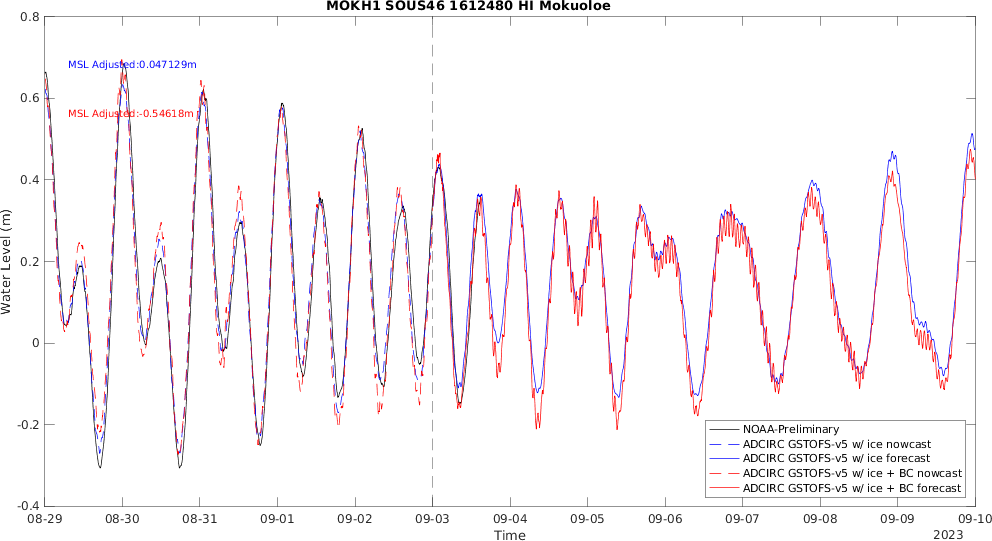 MOKH1 SOUS46 1612480 HI Mokuoloe
0.8
0.6
0.4
0.2
0
-0.2
-0.4
Water Level (m)
MSL Adjusted:0.047129m
MSL Adjusted:-0.54618m
NOAA-Preliminary
ADCIRC GSTOFS-v5 w/ ice nowcast
ADCIRC GSTOFS-v5 w/ ice forecast
ADCIRC GSTOFS-v5 w/ ice + BC nowcast
ADCIRC GSTOFS-v5 w/ ice + BC forecast
08-29 08-30 08-31 09-01 09-02 09-03 09-04 09-05 09-06 09-07 09-08 09-09 09-10
Time
2023